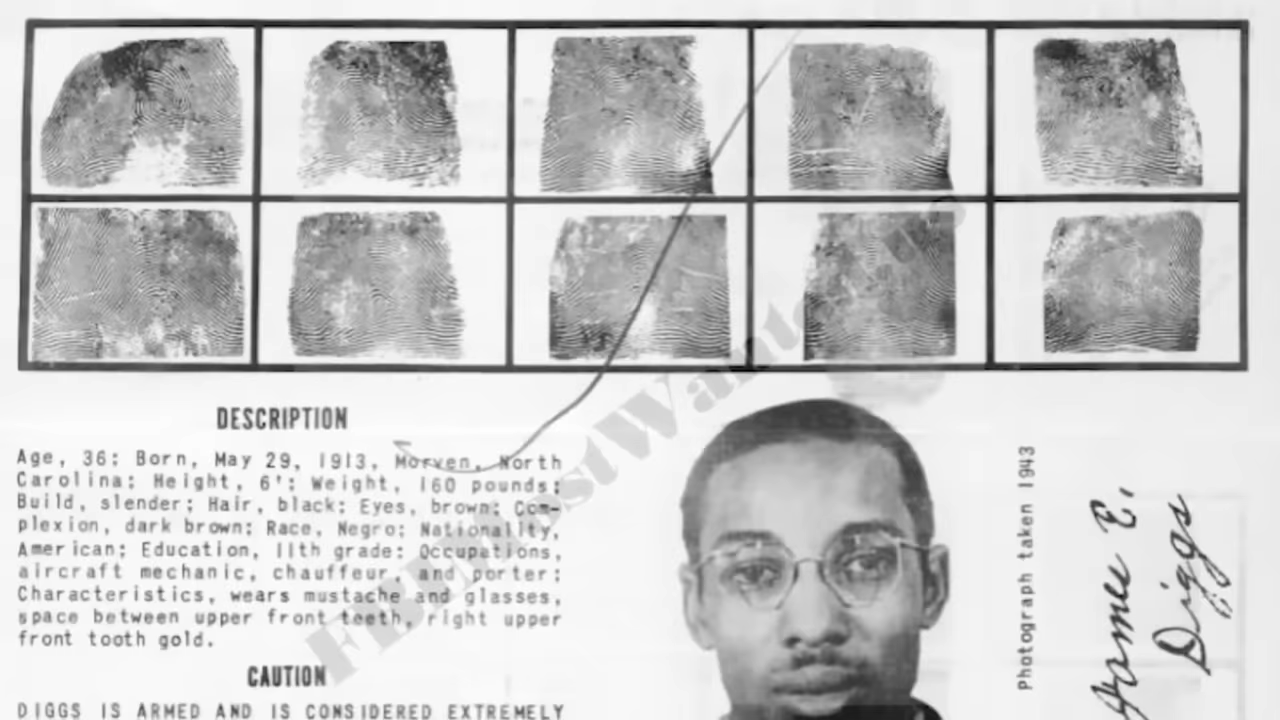 DESCRIPTION
Age, 36; Born, May 29, 1913, Morven, North
Carolina; Height, 6'; Weight, 160 pounds;
Build, slender; Hair, black; Eyes, brown; Com-
plexion, dark brown; Race, Negro; Nationality,
American; Education, 11th grade; Occupations,
aircraft mechanic, chauffeur, and porter;
Characteristics, wears mustache and glasses,
space between upper front teeth, right upper
front tooth gold.
CAUTION
DIGGS IS ARMED AND IS CONSIDERED EXTREMELY
Photograph taken 1943
E.
Diggs